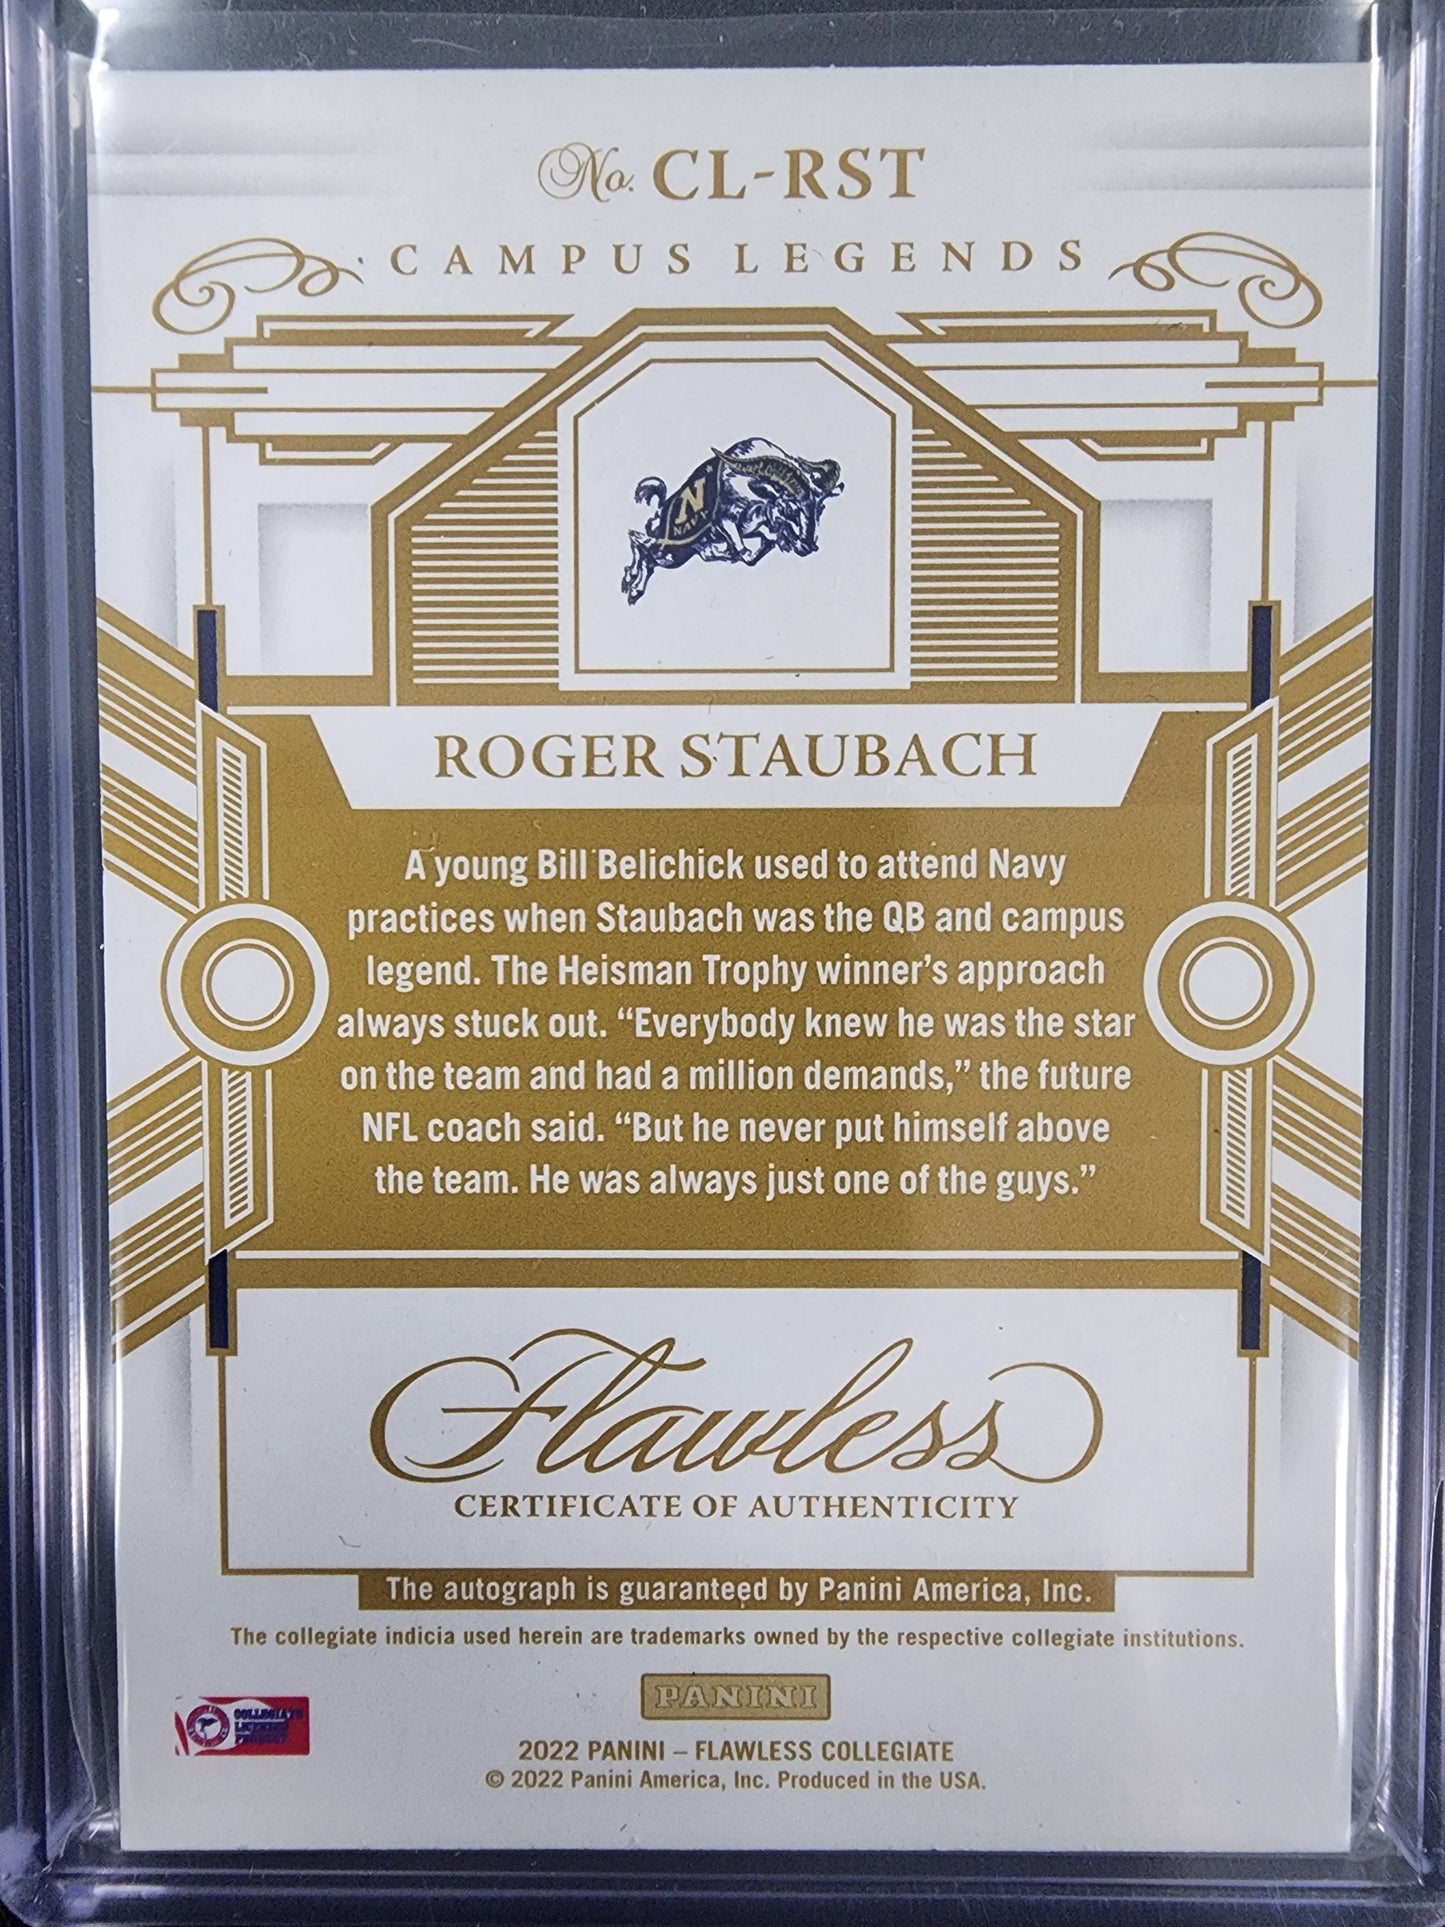 No. CL-RST
CAMPUS LEGENDS
N
NAVY
ROGER STAUBACH
A young Bill Belichick used to attend Navy
practices when Staubach was the QB and campus
legend. The Heisman Trophy winner's approach
always stuck out. “Everybody knew he was the star
on the team and had a million demands,” the future
NFL coach said. “But he never put himself above
the team. He was always just one of the guys.”
Flawless
CERTIFICATE OF AUTHENTICITY
The autograph is guaranteed by Panini America, Inc.
The collegiate indicia used herein are trademarks owned by the respective collegiate institutions.
PANINI
COLLEGIATE
LICENSED
PRODUCT
2022 PANINI – FLAWLESS COLLEGIATE
© 2022 Panini America, Inc. Produced in the USA.